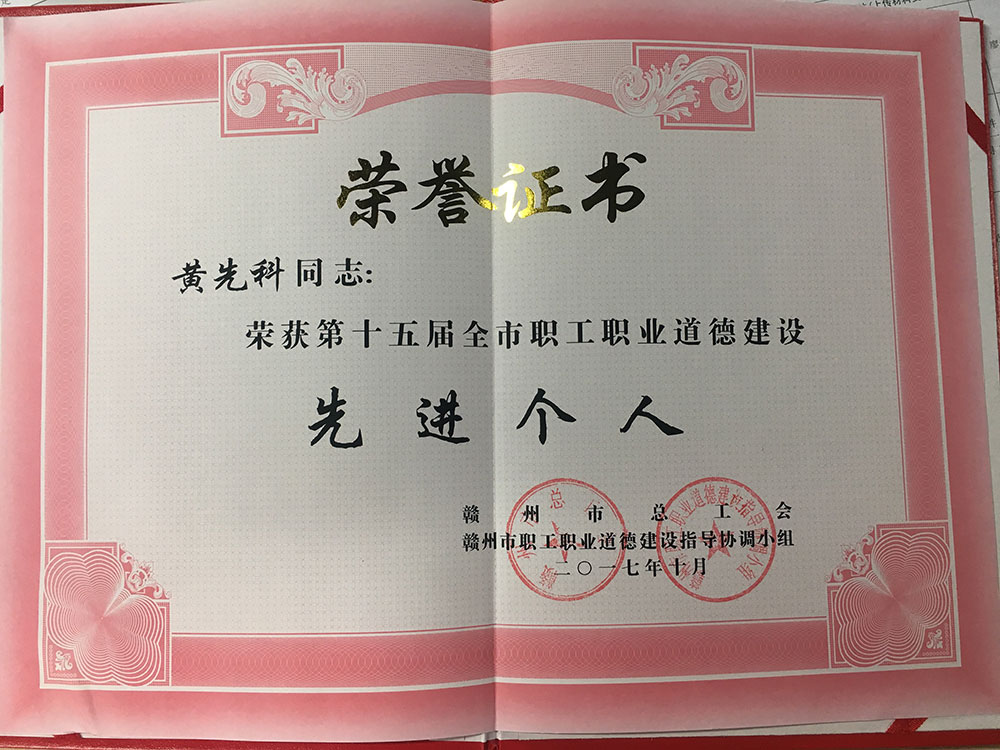 荣誉证书
黄先科同志:
荣获第十五届全市职工职业道德建设
先进个人
赣州市总工会
赣州市职工职业道德建设指导协调小组
二〇一七年十月